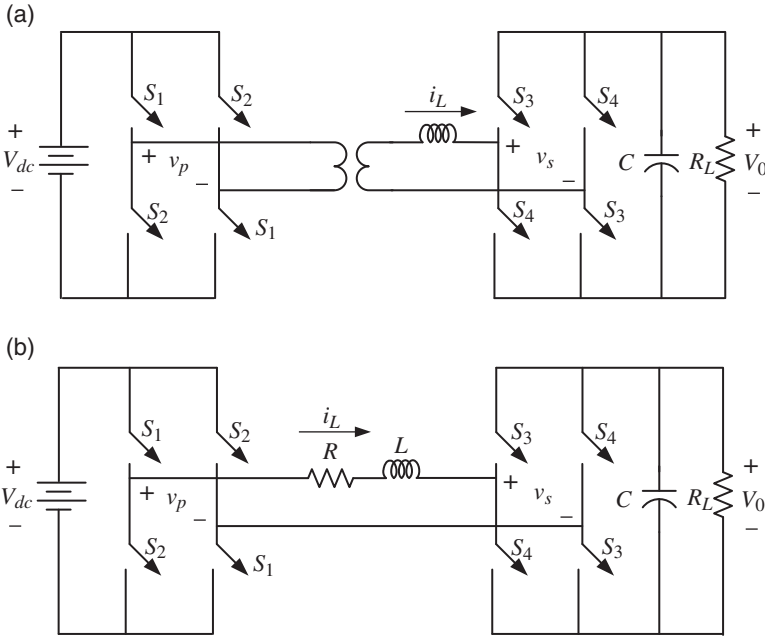 (a)
S1 S2 iL S3 S4
+ Vdc − + vp − + vs − C RL + V0 −
S2 S1 S4 S3
(b)
S1 S2 iL R L S3 S4
+ Vdc − + vp − + vs − C RL + V0 −
S2 S1 S4 S3